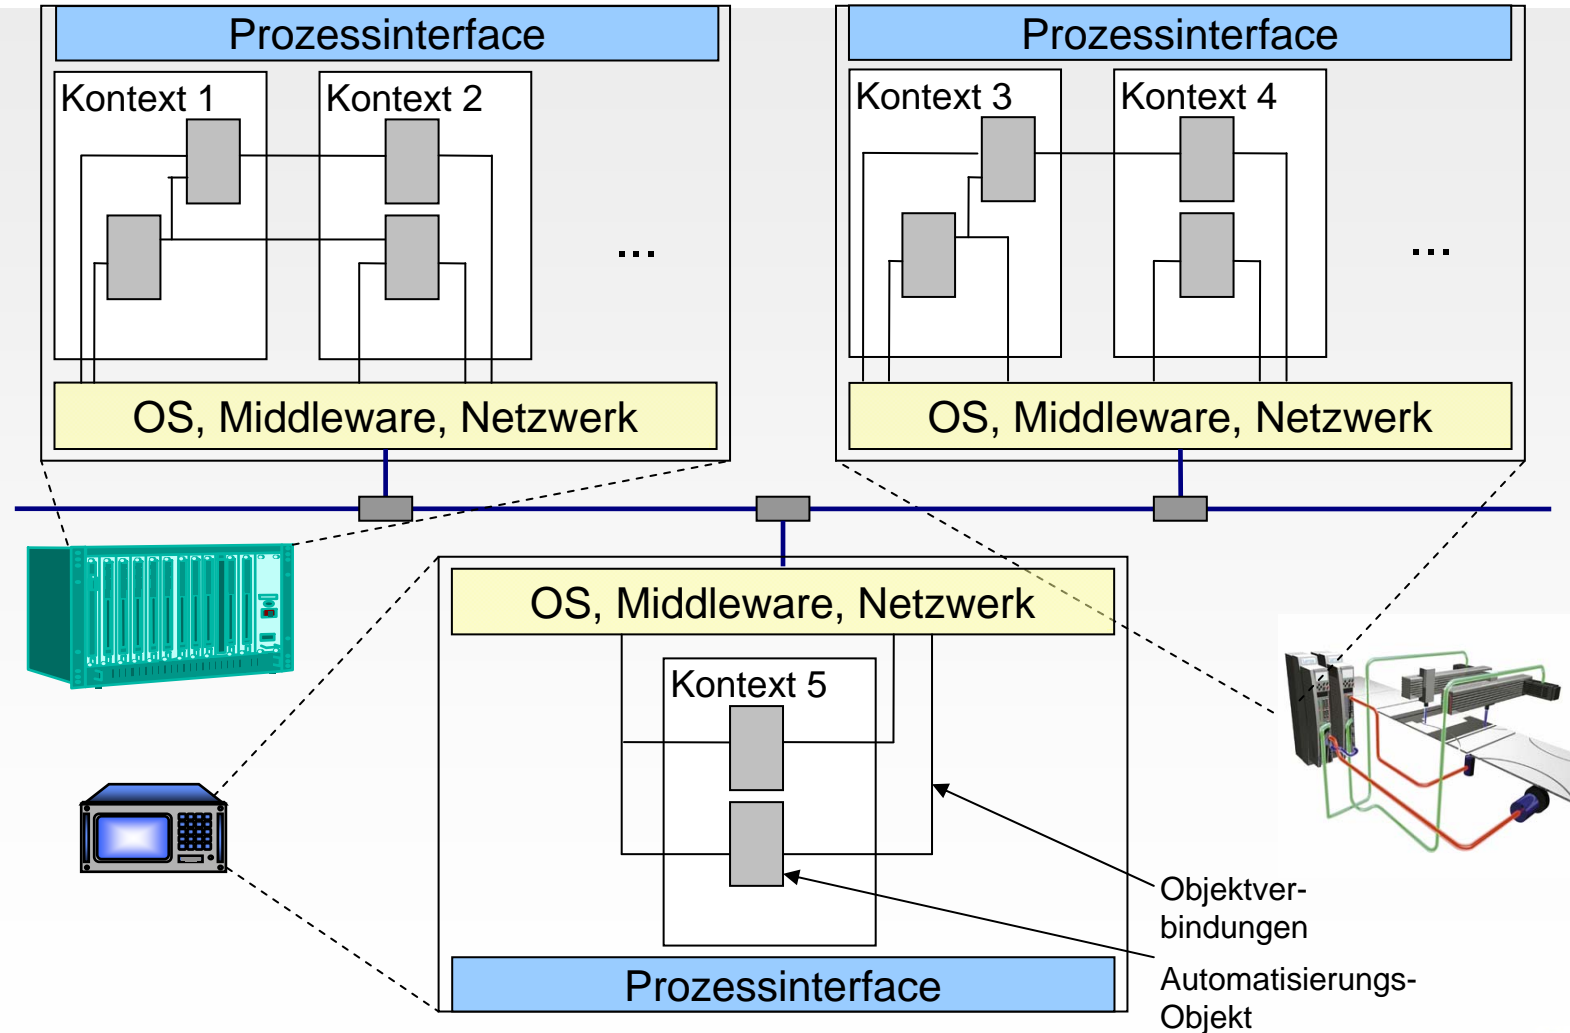 Prozessinterface
Kontext 1
Kontext 2
...
OS, Middleware, Netzwerk
Prozessinterface
Kontext 3
Kontext 4
...
OS, Middleware, Netzwerk
OS, Middleware, Netzwerk
Kontext 5
Prozessinterface
Objektver-
bindungen
Automatisierungs-
Objekt